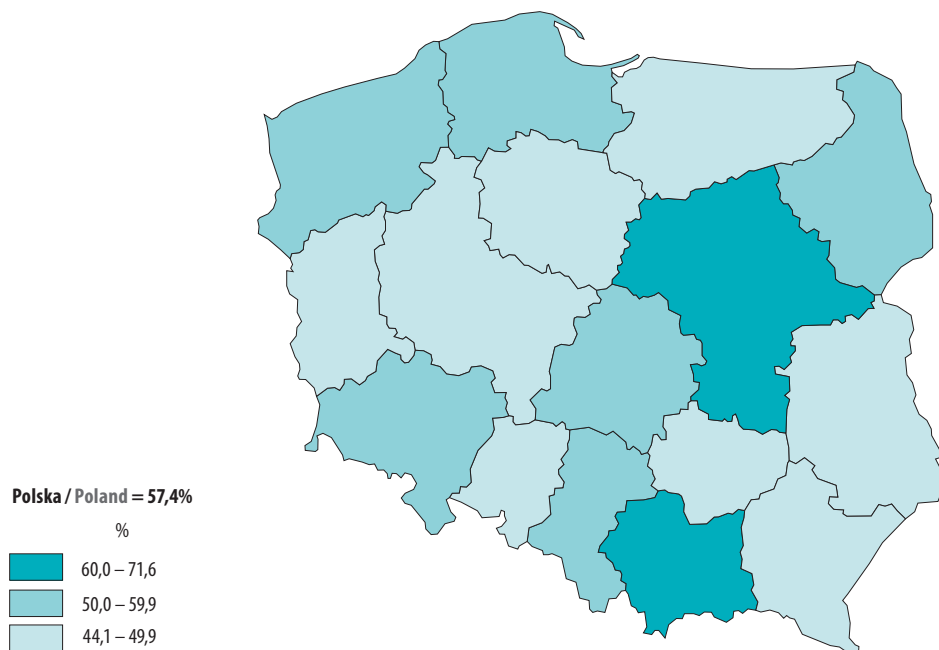 Polska / Poland = 57,4%
%
60,0 – 71,6
50,0 – 59,9
44,1 – 49,9